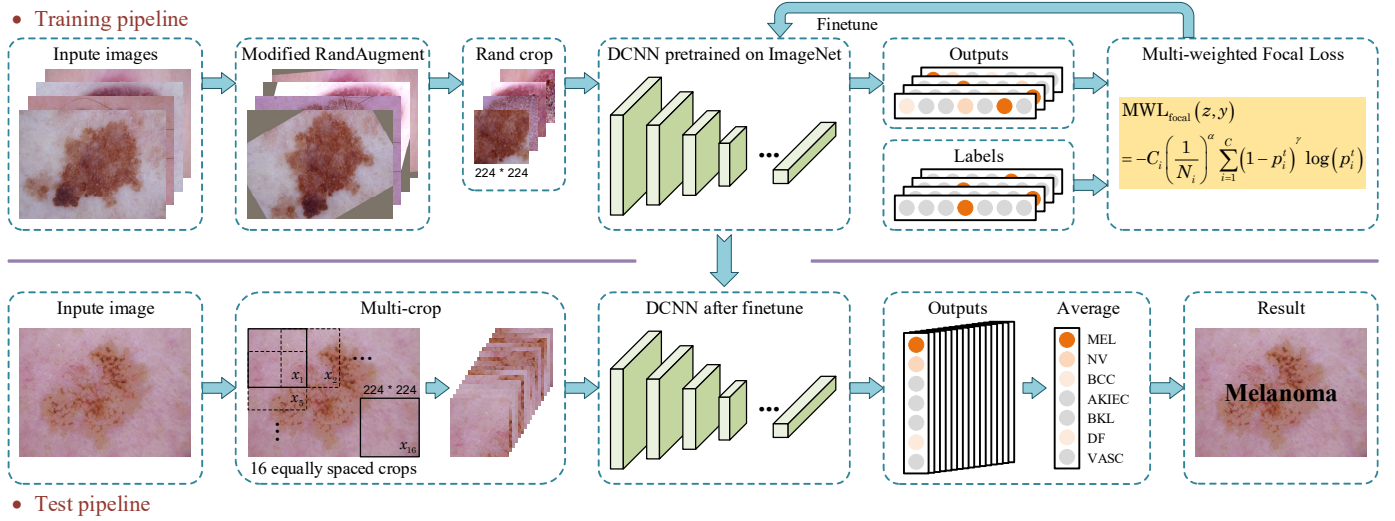 • Training pipeline
Finetune
Inpute images
Modified RandAugment
Rand crop
224 * 224
DCNN pretrained on ImageNet
•••
Outputs
Labels
Multi-weighted Focal Loss
MWL_focal(z, y)
= −C_i (1/N_i)^α ∑_{i=1}^{C} (1 − p_i^t)^γ log(p_i^t)
Inpute image
Multi-crop
x_1
x_2
•••
x_5
224 * 224
x_16
16 equally spaced crops
DCNN after finetune
•••
Outputs
Average
MEL
NV
BCC
AKIEC
BKL
DF
VASC
Result
Melanoma
• Test pipeline